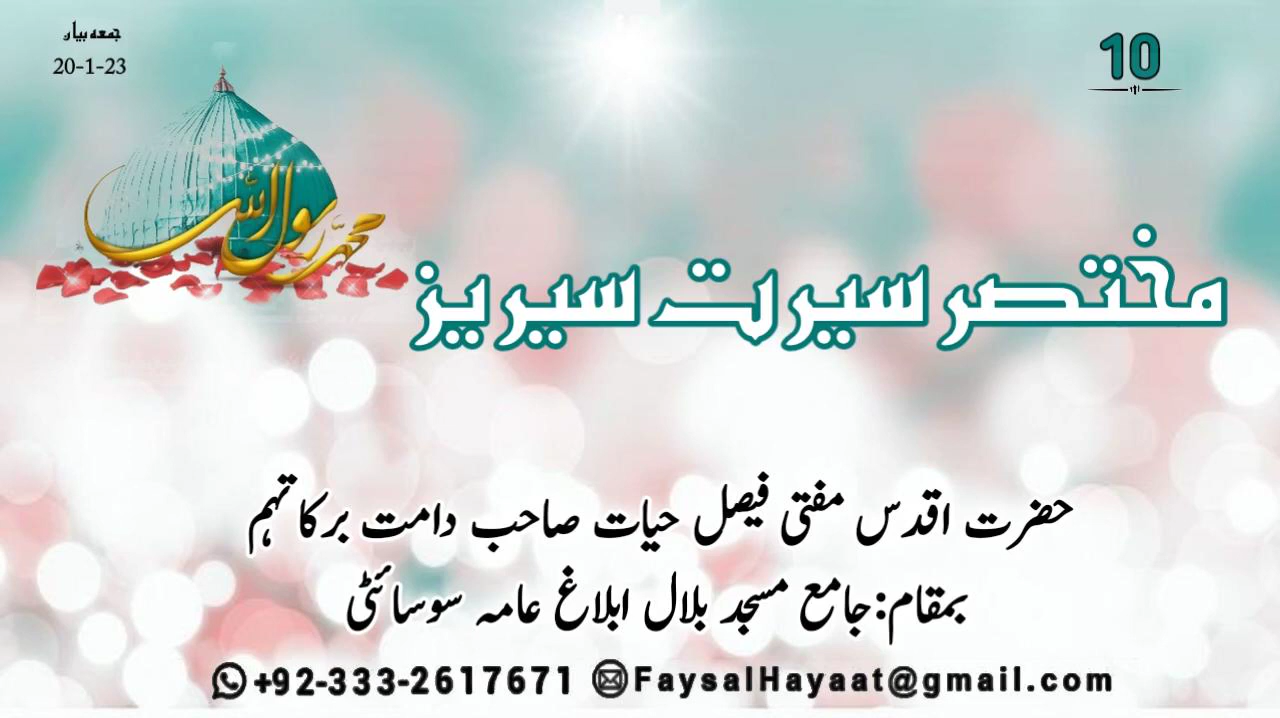 جمعہ بیان
20-1-23
10
محمد رسول اللہ
مختصر سیرت سیریز
حضرت اقدس مفتی فیصل حیات صاحب دامت برکاتہم
بمقام:جامع مسجد بلال ابلاغ عامہ سوسائٹی
+92-333-2617671 FaysalHayaat@gmail.com